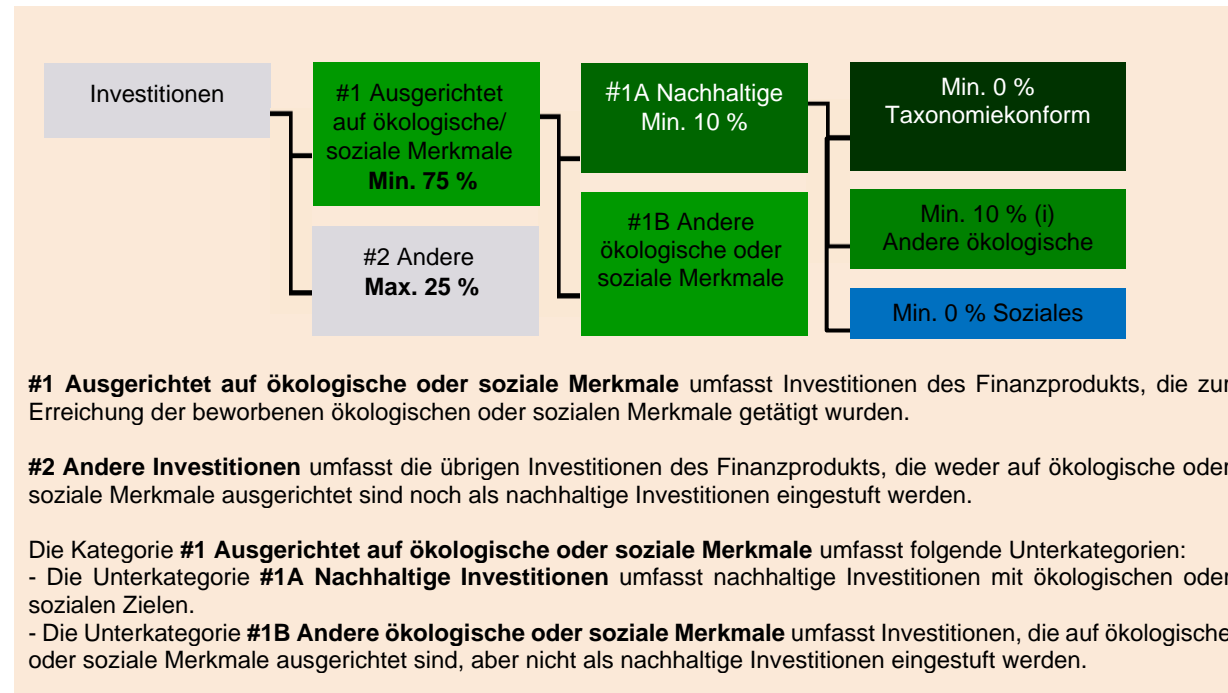 Investitionen
#1 Ausgerichtet
auf ökologische/
soziale Merkmale
Min. 75 %
#2 Andere
Max. 25 %
#1A Nachhaltige
Min. 10 %
#1B Andere
ökologische oder
soziale Merkmale
Min. 0 %
Taxonomiekonform
Min. 10 % (i)
Andere ökologische
Min. 0 % Soziales
#1 Ausgerichtet auf ökologische oder soziale Merkmale umfasst Investitionen des Finanzprodukts, die zur
Erreichung der beworbenen ökologischen oder sozialen Merkmale getätigt wurden.
#2 Andere Investitionen umfasst die übrigen Investitionen des Finanzprodukts, die weder auf ökologische oder
soziale Merkmale ausgerichtet sind noch als nachhaltige Investitionen eingestuft werden.
Die Kategorie #1 Ausgerichtet auf ökologische oder soziale Merkmale umfasst folgende Unterkategorien:
- Die Unterkategorie #1A Nachhaltige Investitionen umfasst nachhaltige Investitionen mit ökologischen oder
sozialen Zielen.
- Die Unterkategorie #1B Andere ökologische oder soziale Merkmale umfasst Investitionen, die auf ökologische
oder soziale Merkmale ausgerichtet sind, aber nicht als nachhaltige Investitionen eingestuft werden.